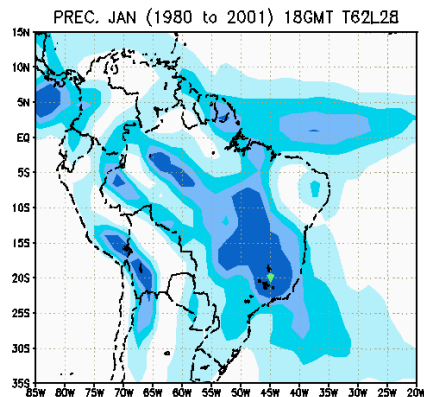 PREC. JAN (1980 to 2001) 18GMT T62L28
15N
10N
5N
EQ
5S
10S
15S
20S
25S
30S
35S
85W 80W 75W 70W 65W 60W 55W 50W 45W 40W 35W 30W 25W 20W